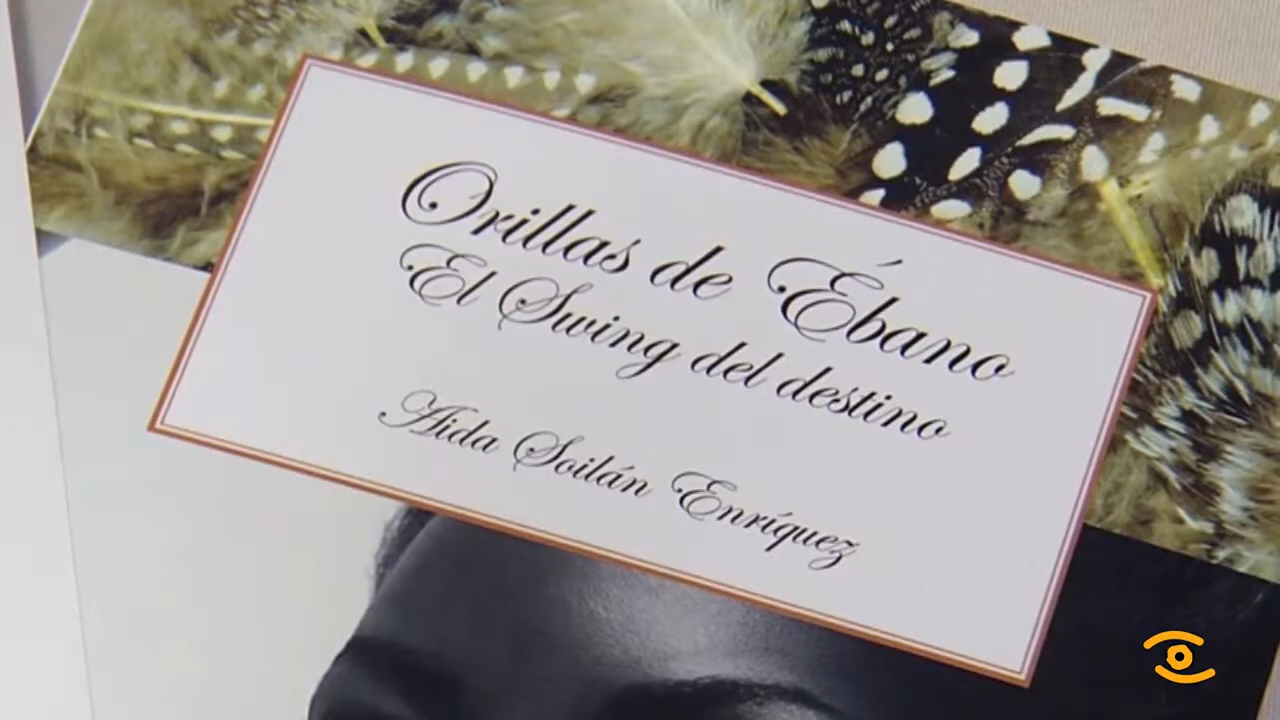 Orillas de Ébano
El Swing del destino
Aida Soilán Enríquez